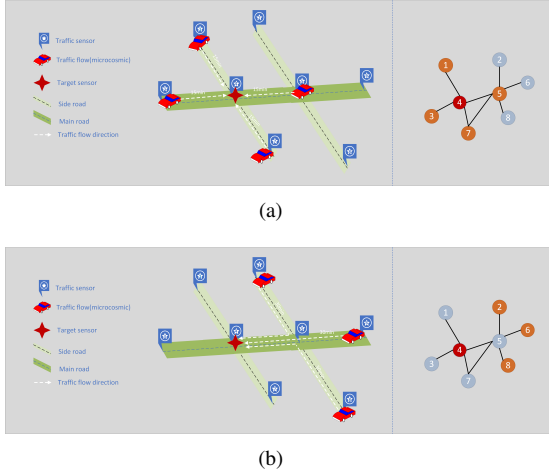 Traffic sensor
Traffic flow(microcosmic)
Target sensor
Side road
Main road
Traffic flow direction
1
2
6
4
5
3
7
8
(a)
Traffic sensor
Traffic flow(microcosmic)
Target sensor
Side road
Main road
Traffic flow direction
1
2
6
4
5
3
7
8
(b)